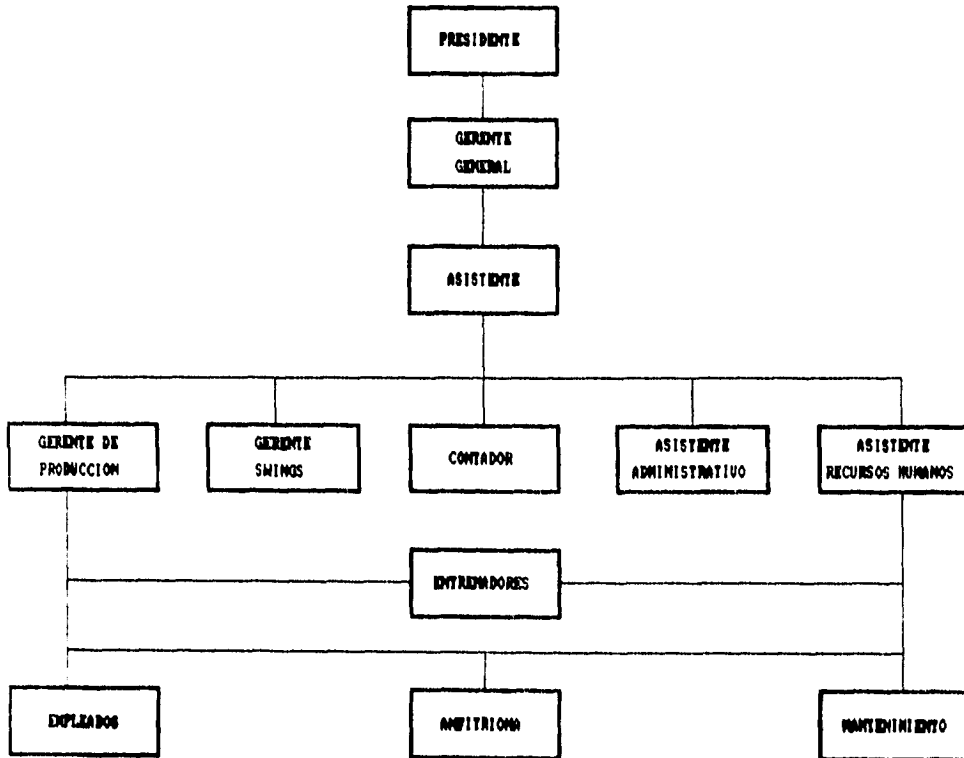 PRESIDENTE
GERENTE
GENERAL
ASISTENTE
GERENTE DE
PRODUCCION
GERENTE
SWINGS
CONTADOR
ASISTENTE
ADMINISTRATIVO
ASISTENTE
RECURSOS HUMANOS
ENTRENADORES
EMPLEADOS
ANFITRIONA
MANTENIMIENTO